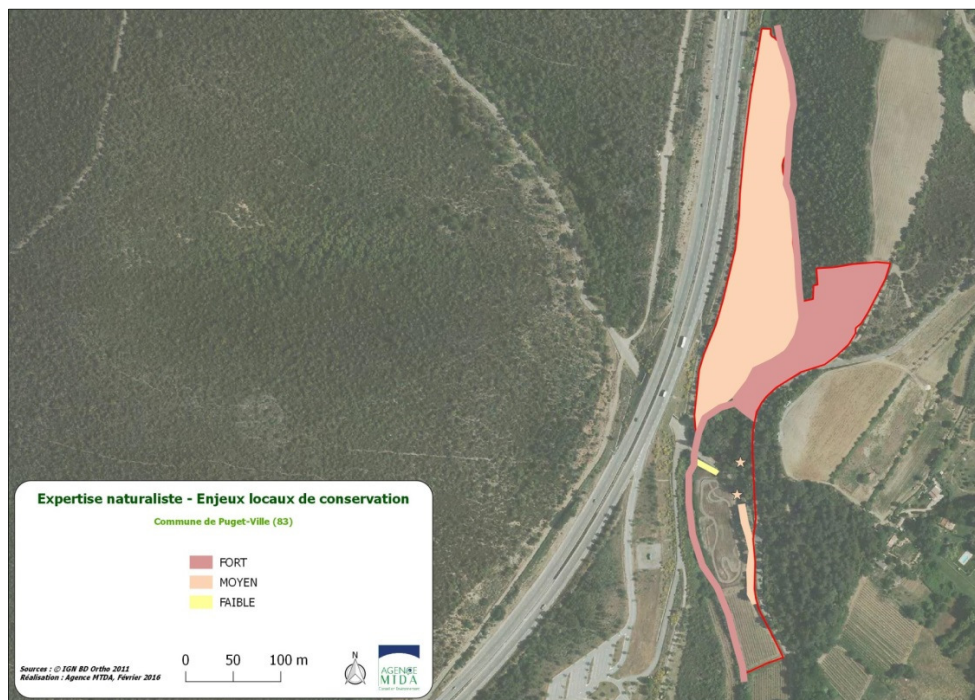 Expertise naturaliste - Enjeux locaux de conservation
Commune de Puget-Ville (83)
FORT
MOYEN
FAIBLE
Sources : © IGN BD Ortho 2011
Réalisation : Agence MTDA, Février 2016
0 50 100 m
N
AGENCE
MTDA